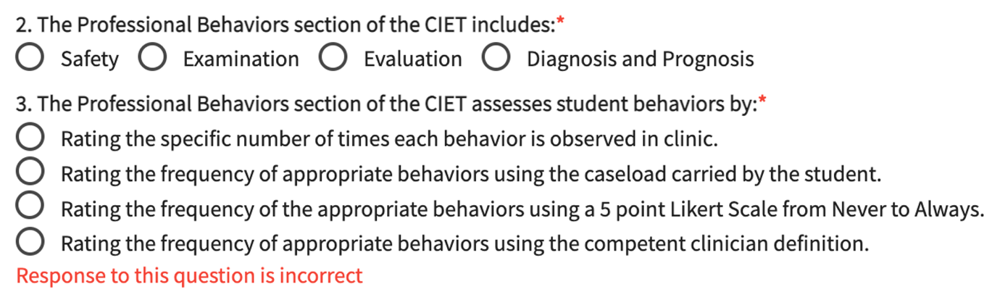 2. The Professional Behaviors section of the CIET includes:*
Safety Examination Evaluation Diagnosis and Prognosis
3. The Professional Behaviors section of the CIET assesses student behaviors by:*
Rating the specific number of times each behavior is observed in clinic.
Rating the frequency of appropriate behaviors using the caseload carried by the student.
Rating the frequency of the appropriate behaviors using a 5 point Likert Scale from Never to Always.
Rating the frequency of appropriate behaviors using the competent clinician definition.
Response to this question is incorrect